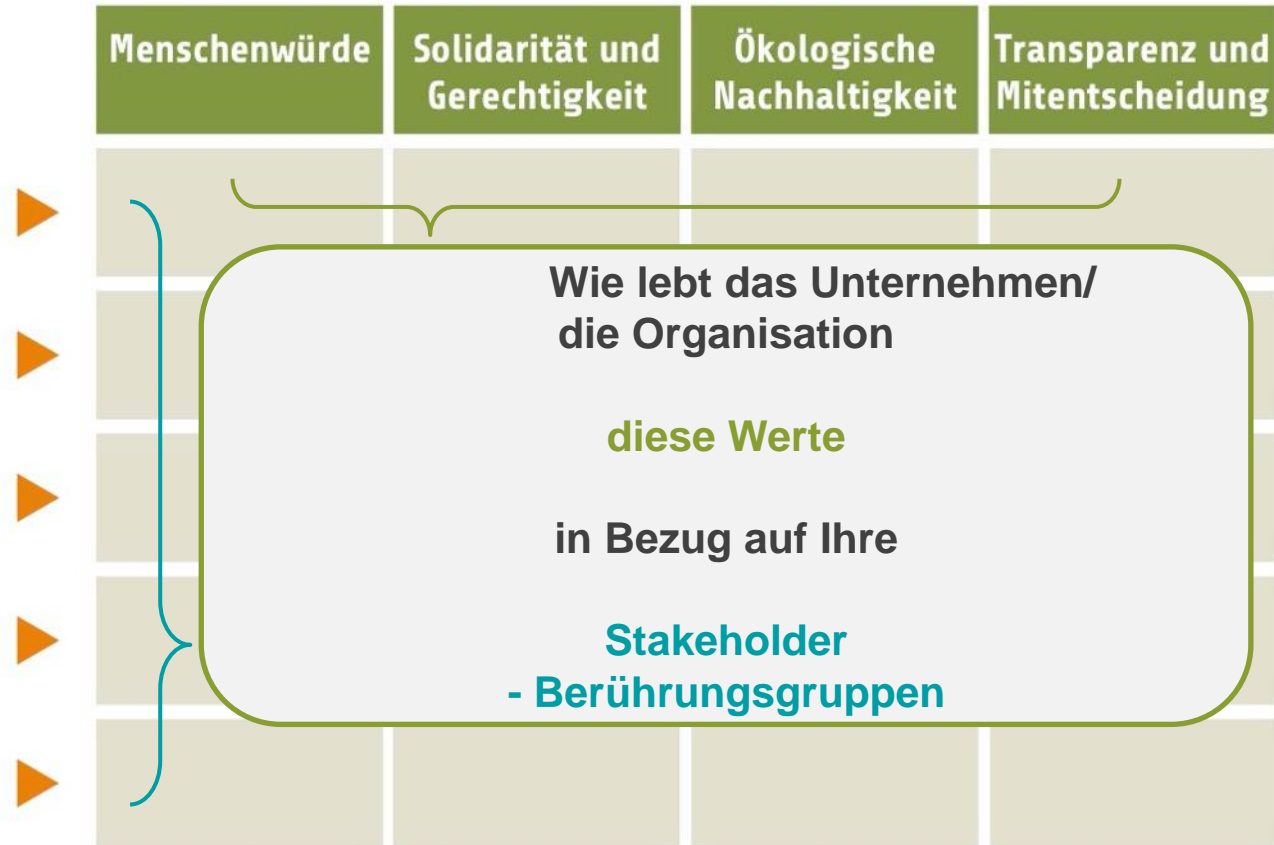 Menschenwürde
Solidarität und
Gerechtigkeit
Ökologische
Nachhaltigkeit
Transparenz und
Mitentscheidung
Wie lebt das Unternehmen/
die Organisation
diese Werte
in Bezug auf Ihre
Stakeholder
- Berührungsgruppen